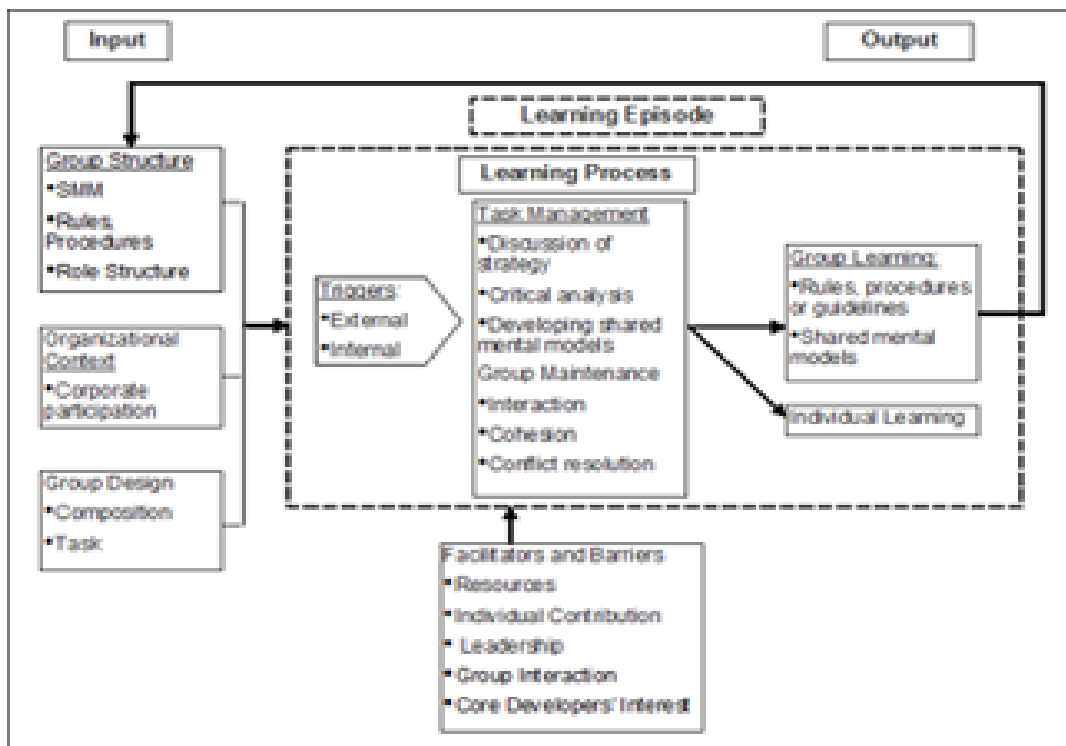 Input
Output
Learning Episode
Group Structure
•SMM
•Rules,
Procedures
•Role Structure
Organizational
Context
•Corporate
participation
Group Design
•Composition
•Task
Triggers:
•External
•Internal
Learning Process
Task Management
•Discussion of
strategy
•Critical analysis
•Developing shared
mental models
Group Maintenance
•Interaction
•Cohesion
•Conflict resolution
Group Learning:
•Rules, procedures
or guidelines
•Shared mental
models
Individual Learning
Facilitators and Barriers
•Resources
•Individual Contribution
• Leadership
•Group Interaction
•Core Developers' Interest